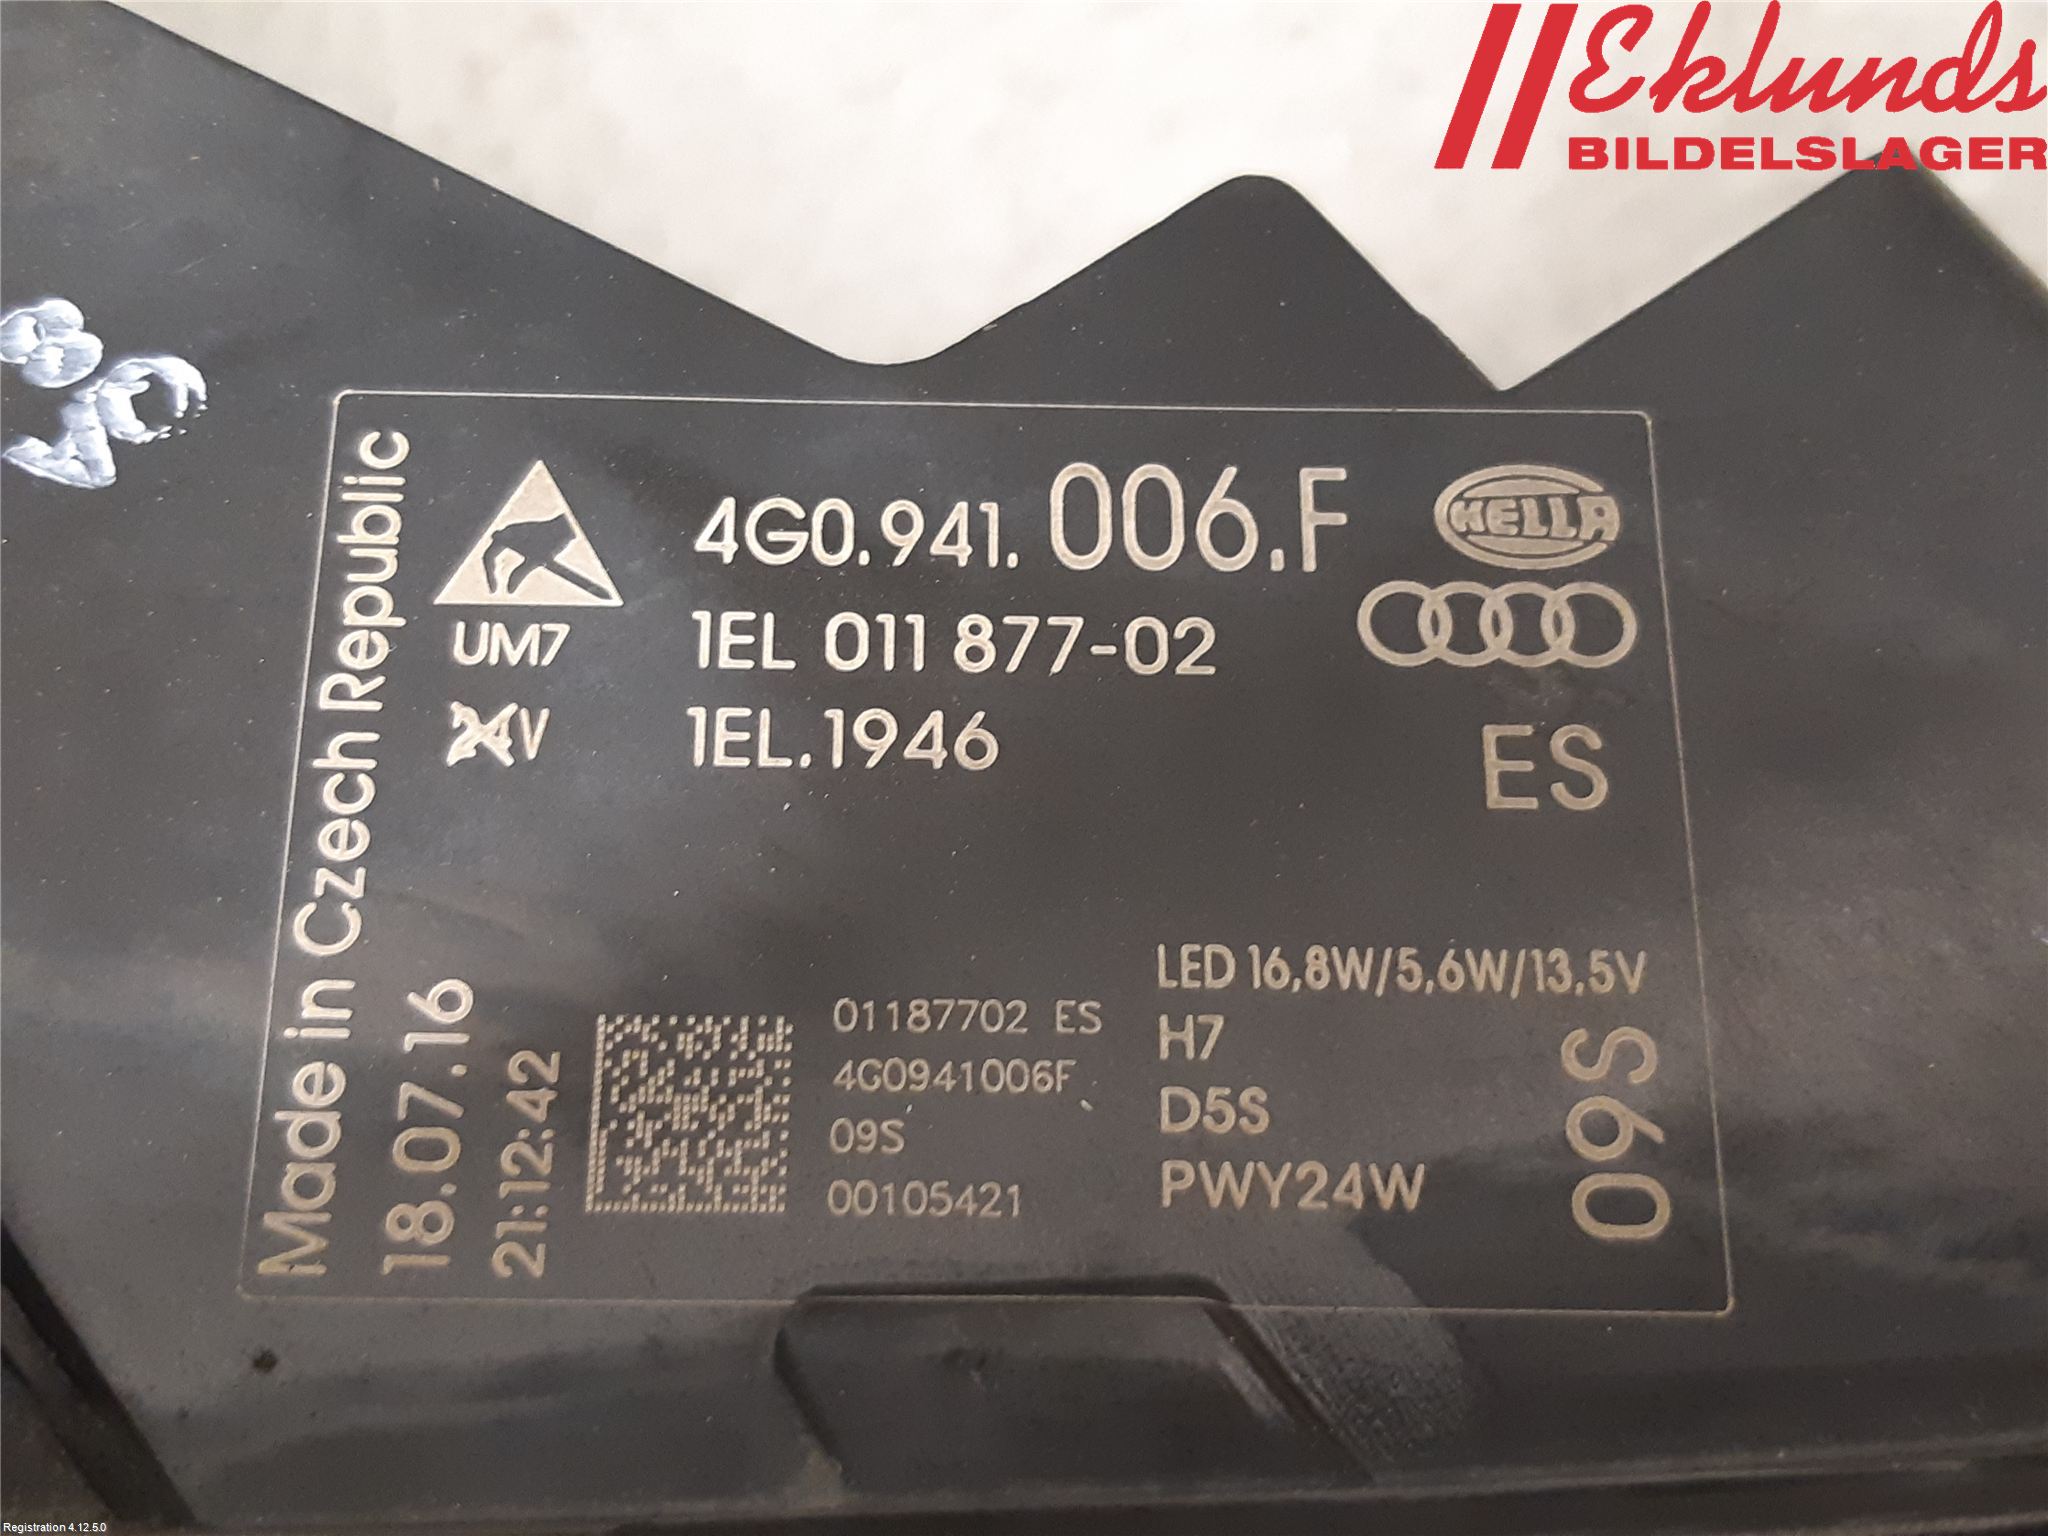 Eklunds
BILDELSLAGER
Made in Czech Republic
18.07.16
21:12:42
4G0.941.006.F
HELLA
UM7
1EL 011 877-02
24V
1EL.1946
ES
LED 16,8W/5,6W/13,5V
H7
D5S
PWY24W
09S
01187702 ES
4G0941006F
09S
00105421
Registration 4.12.5.0